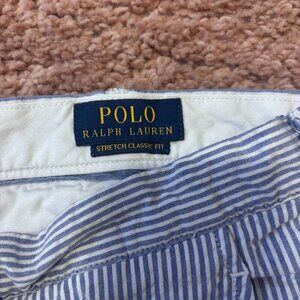 POLO
RALPH LAUREN
STRETCH CLASSIC FIT